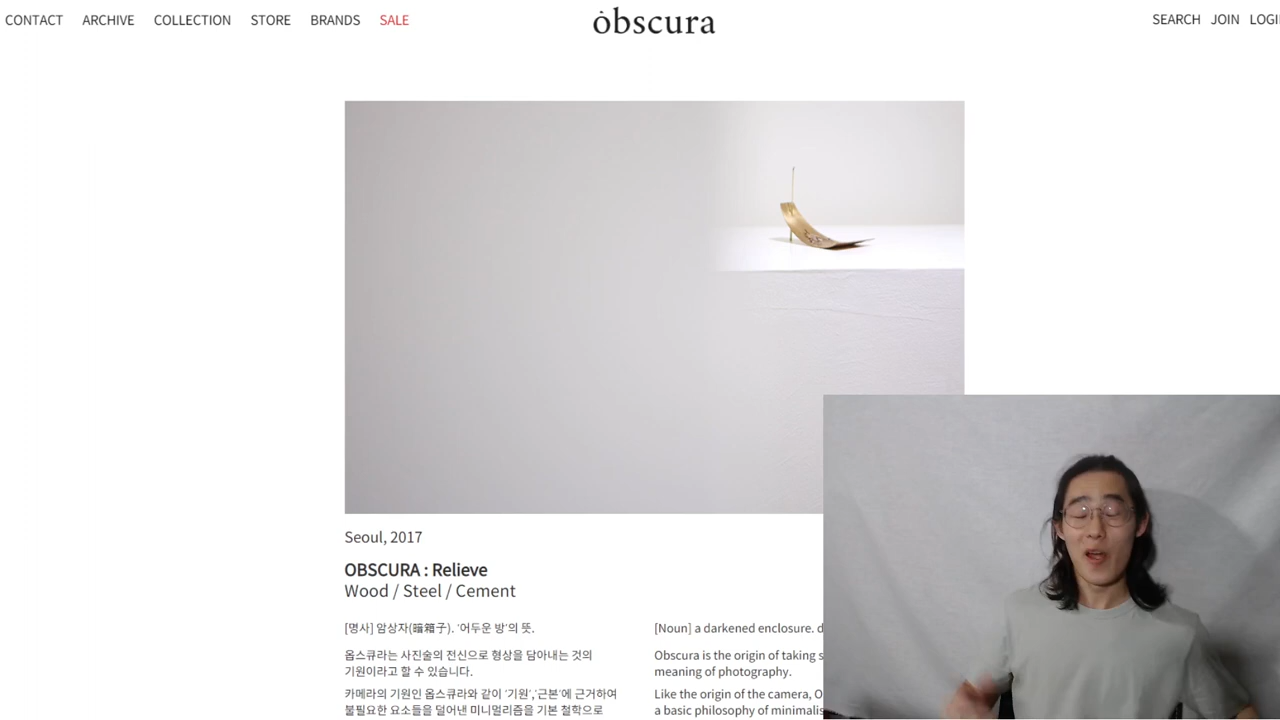 CONTACT ARCHIVE COLLECTION STORE BRANDS SALE
obscura
SEARCH JOIN
Seoul, 2017
OBSCURA : Relieve
Wood / Steel / Cement
[명사] 암상자(暗箱子). '어두운 방'의 뜻.
옵스큐라는 사진술의 전신으로 형상을 담아내는 것의
기원이라고 할 수 있습니다.
카메라의 기원인 옵스큐라와 같이 '기원','근본'에 근거하여
불필요한 요소들을 덜어낸 미니멀리즘을 기본 철학으로
[Noun] a darkened enclosure.
Obscura is the origin of taking
meaning of photography.
Like the origin of the camera,
a basic philosophy of